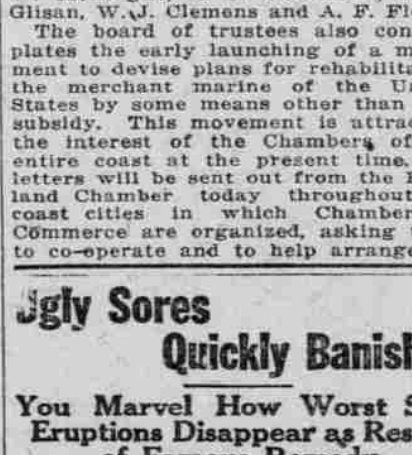 Glisan, W. J. Clemens and A. F. Fl
The board of trustees also con
plates the early launching of a m
ment to devise plans for rehabilita
the merchant marine of the Un
States by some means other than
subsidy. This movement is attrac
the interest of the Chambers of
entire coast at the present time.
letters will be sent out from the
land Chamber today throughout
coast cities in which Chamber
Commerce are organized, asking
to co-operate and to help arrange
Ugly Sores
Quickly Banish
You Marvel How Worst S
Eruptions Disappear as Res
of Famous Remedy